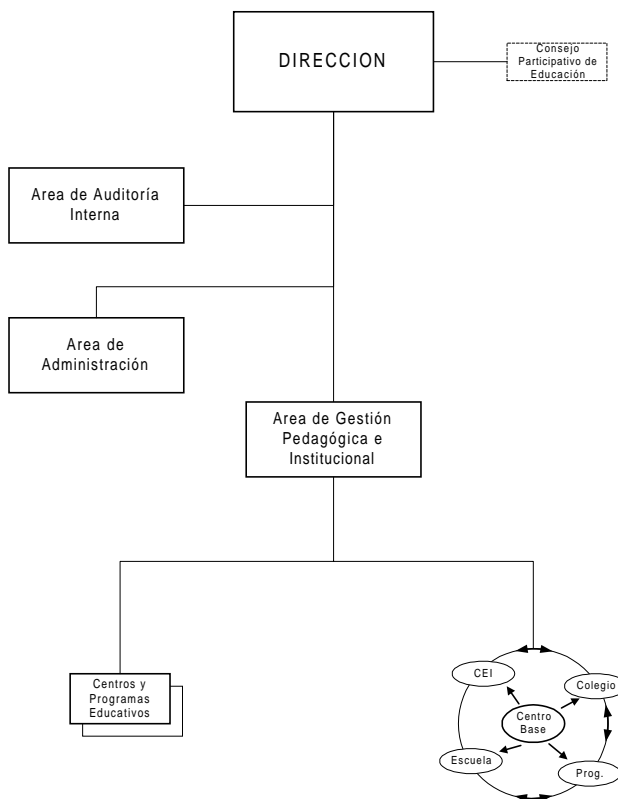 DIRECCION
Consejo
Participativo de
Educación
Area de Auditoría
Interna
Area de
Administración
Area de Gestión
Pedagógica e
Institucional
Centros y
Programas
Educativos
CEI
Colegio
Centro
Base
Escuela
Prog.